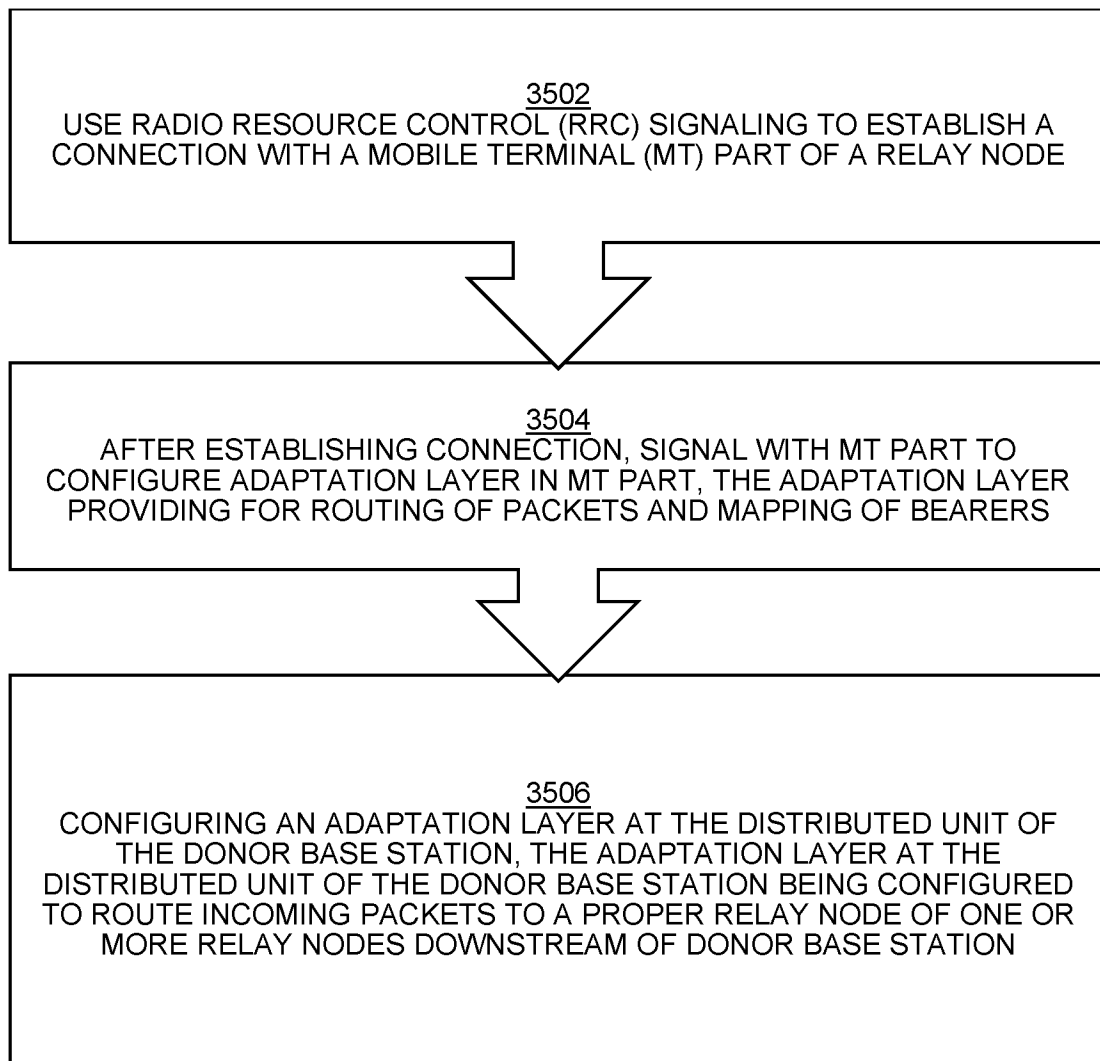 3502
USE RADIO RESOURCE CONTROL (RRC) SIGNALING TO ESTABLISH A
CONNECTION WITH A MOBILE TERMINAL (MT) PART OF A RELAY NODE
3504
AFTER ESTABLISHING CONNECTION, SIGNAL WITH MT PART TO
CONFIGURE ADAPTATION LAYER IN MT PART, THE ADAPTATION LAYER
PROVIDING FOR ROUTING OF PACKETS AND MAPPING OF BEARERS
3506
CONFIGURING AN ADAPTATION LAYER AT THE DISTRIBUTED UNIT OF
THE DONOR BASE STATION, THE ADAPTATION LAYER AT THE
DISTRIBUTED UNIT OF THE DONOR BASE STATION BEING CONFIGURED
TO ROUTE INCOMING PACKETS TO A PROPER RELAY NODE OF ONE OR
MORE RELAY NODES DOWNSTREAM OF DONOR BASE STATION